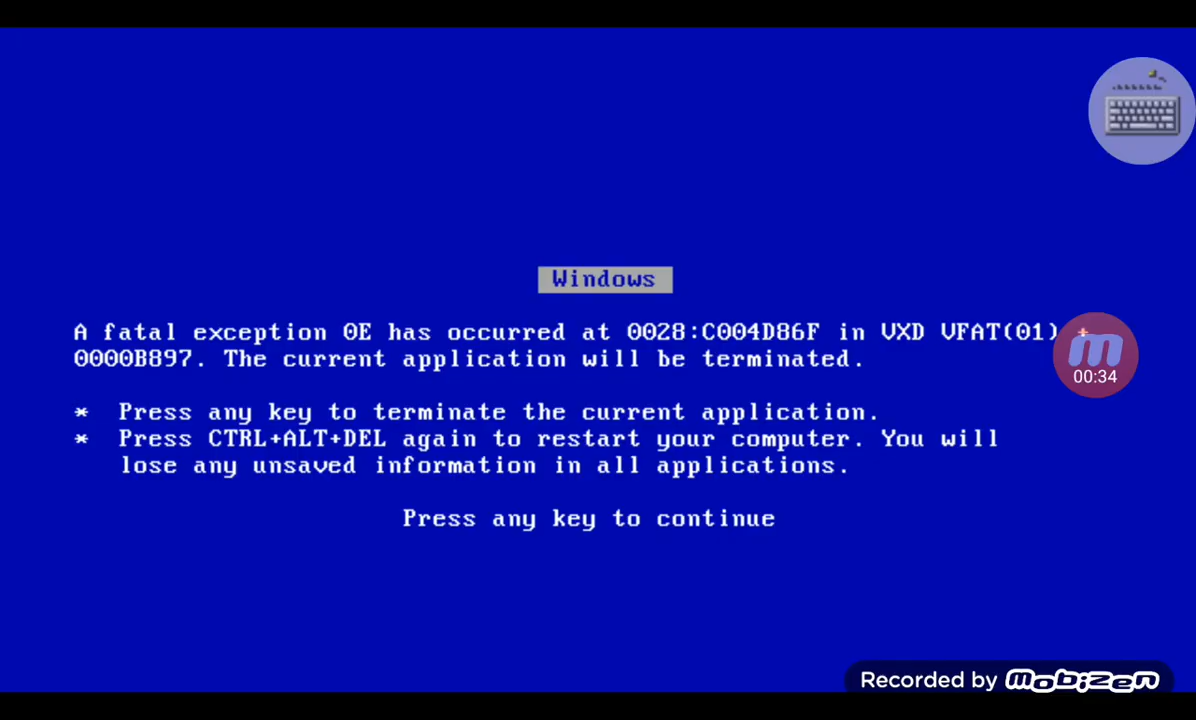 Windows
A fatal exception 0E has occurred at 0028:C004D86F in VXD VFAT(01) +
0000B897. The current application will be terminated.
* Press any key to terminate the current application.
* Press CTRL+ALT+DEL again to restart your computer. You will
lose any unsaved information in all applications.
Press any key to continue
00:34
Recorded by mobizen